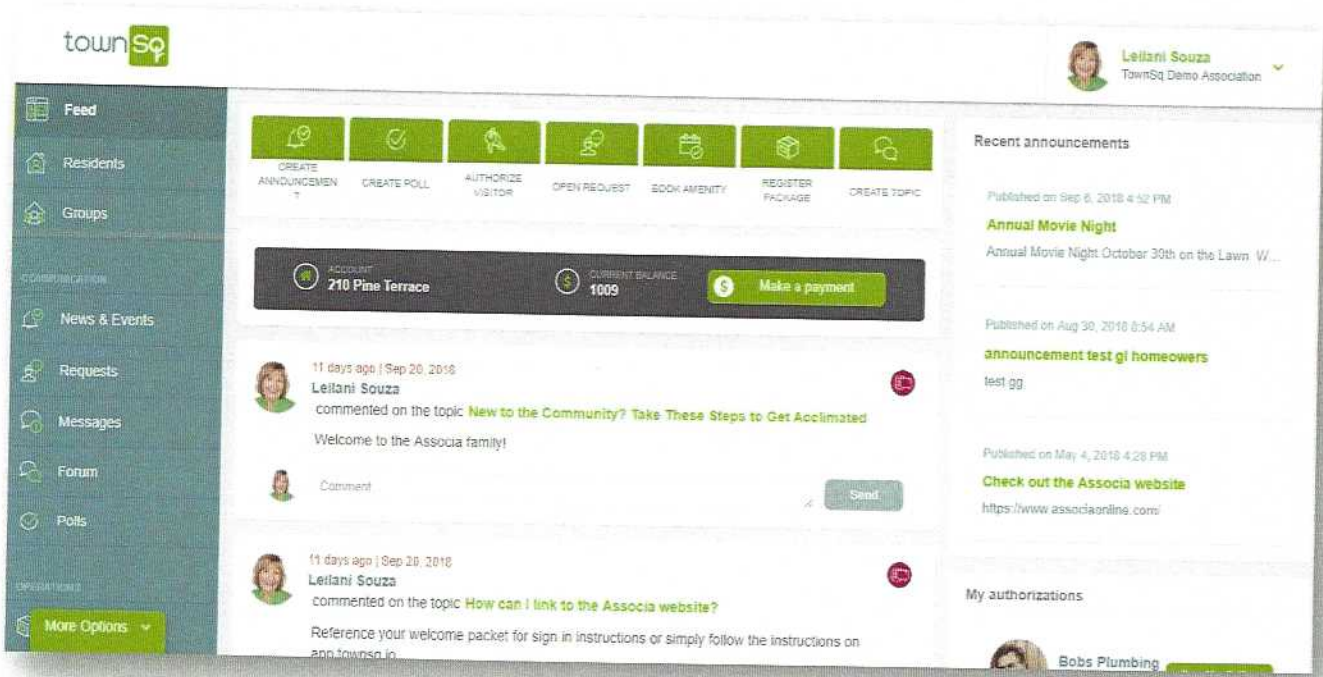 townSq
Leilani Souza
TownSq Demo Association
Feed
Residents
Groups
COMMUNICATION
News & Events
Requests
Messages
Forum
Polls
OPERATIONS
More Options
CREATE
ANNOUNCEMEN
T
CREATE POLL
AUTHORIZE
VISITOR
OPEN REQUEST
BOOK AMENITY
REGISTER
PACKAGE
CREATE TOPIC
ACCOUNT
210 Pine Terrace
CURRENT BALANCE
1009
Make a payment
11 days ago | Sep 20, 2018
Leilani Souza
commented on the topic New to the Community? Take These Steps to Get Acclimated
Welcome to the Associa family!
Comment
Send
11 days ago | Sep 20, 2018
Leilani Souza
commented on the topic How can I link to the Associa website?
Reference your welcome packet for sign in instructions or simply follow the instructions on
app.townsq.io
Recent announcements
Published on Sep 6, 2018 4:52 PM
Annual Movie Night
Annual Movie Night October 30th on the Lawn W...
Published on Aug 30, 2018 8:54 AM
announcement test gl homeowers
test gg
Published on May 4, 2018 4:28 PM
Check out the Associa website
https://www.associaonline.com/
My authorizations
Bobs Plumbing